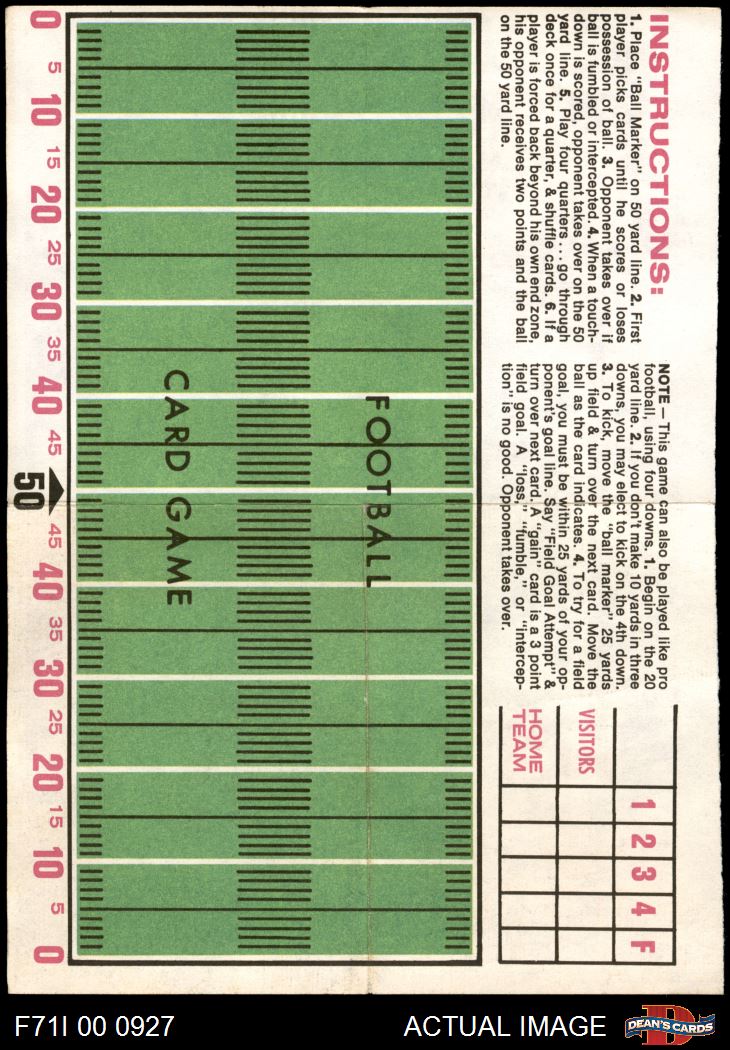 INSTRUCTIONS:
1. Place "Ball Marker" on 50 yard line. 2. First
player picks cards until he scores or loses
possession of ball. 3. Opponent takes over if
ball is fumbled or intercepted. 4. When a touch-
down is scored, opponent takes over on the 50
yard line. 5. Play four quarters... go through
deck once for a quarter, & shuffle cards. 6. If a
player is forced back beyond his own end zone,
his opponent receives two points and the ball
on the 50 yard line.
NOTE — This game can also be played like pro
football, using four downs. 1. Begin on the 20
yard line. 2. If you don't make 10 yards in three
downs, you may elect to kick on the 4th down.
3. To kick, move the "ball marker" 25 yards
up field & turn over the next card. Move the
ball as the card indicates. 4. To try for a field
goal, you must be within 25 yards of your op-
ponent's goal line. Say "Field Goal Attempt" &
turn over next card. A "gain" card is a 3 point
field goal. A "loss," "fumble," or "intercep-
tion" is no good. Opponent takes over.
1 2 3 4 F
VISITORS
HOME
TEAM
FOOTBALL
CARD GAME
0 5 10 15 20 25 30 35 40 45 50 45 40 35 30 25 20 15 10 5 0
F71I 00 0927
ACTUAL IMAGE
D
DEAN'S CARDS